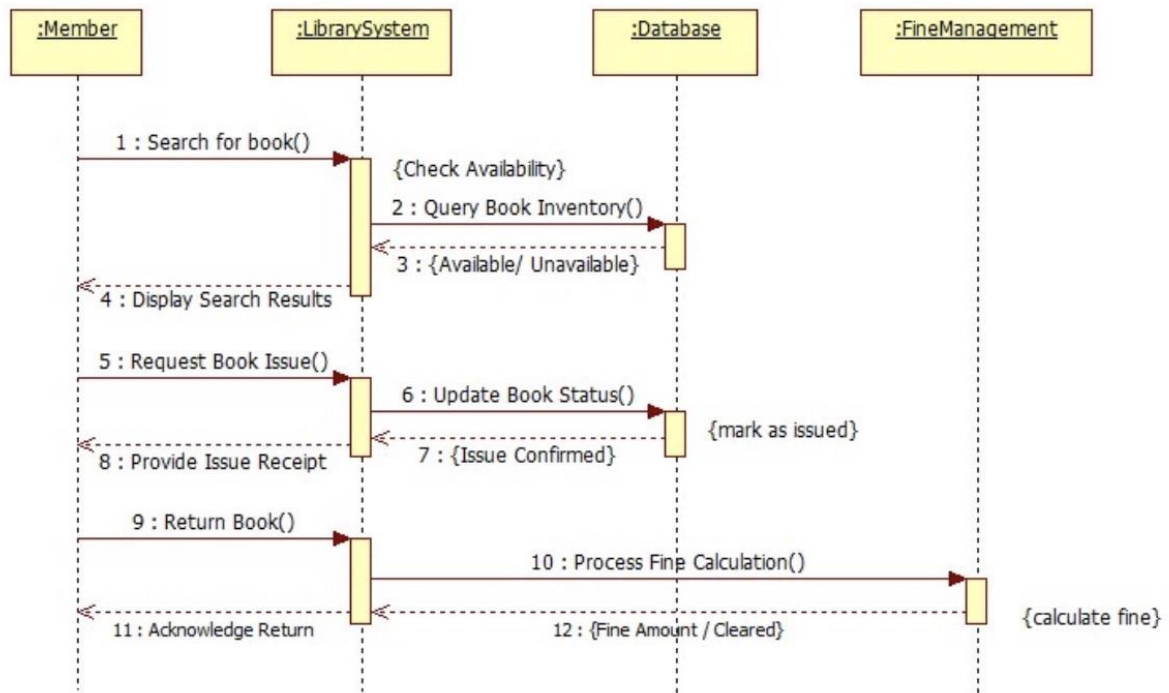 :Member
:LibrarySystem
:Database
:FineManagement
1 : Search for book()
{Check Availability}
2 : Query Book Inventory()
3 : {Available/ Unavailable}
4 : Display Search Results
5 : Request Book Issue()
6 : Update Book Status()
{mark as issued}
7 : {Issue Confirmed}
8 : Provide Issue Receipt
9 : Return Book()
10 : Process Fine Calculation()
{calculate fine}
11 : Acknowledge Return
12 : {Fine Amount / Cleared}